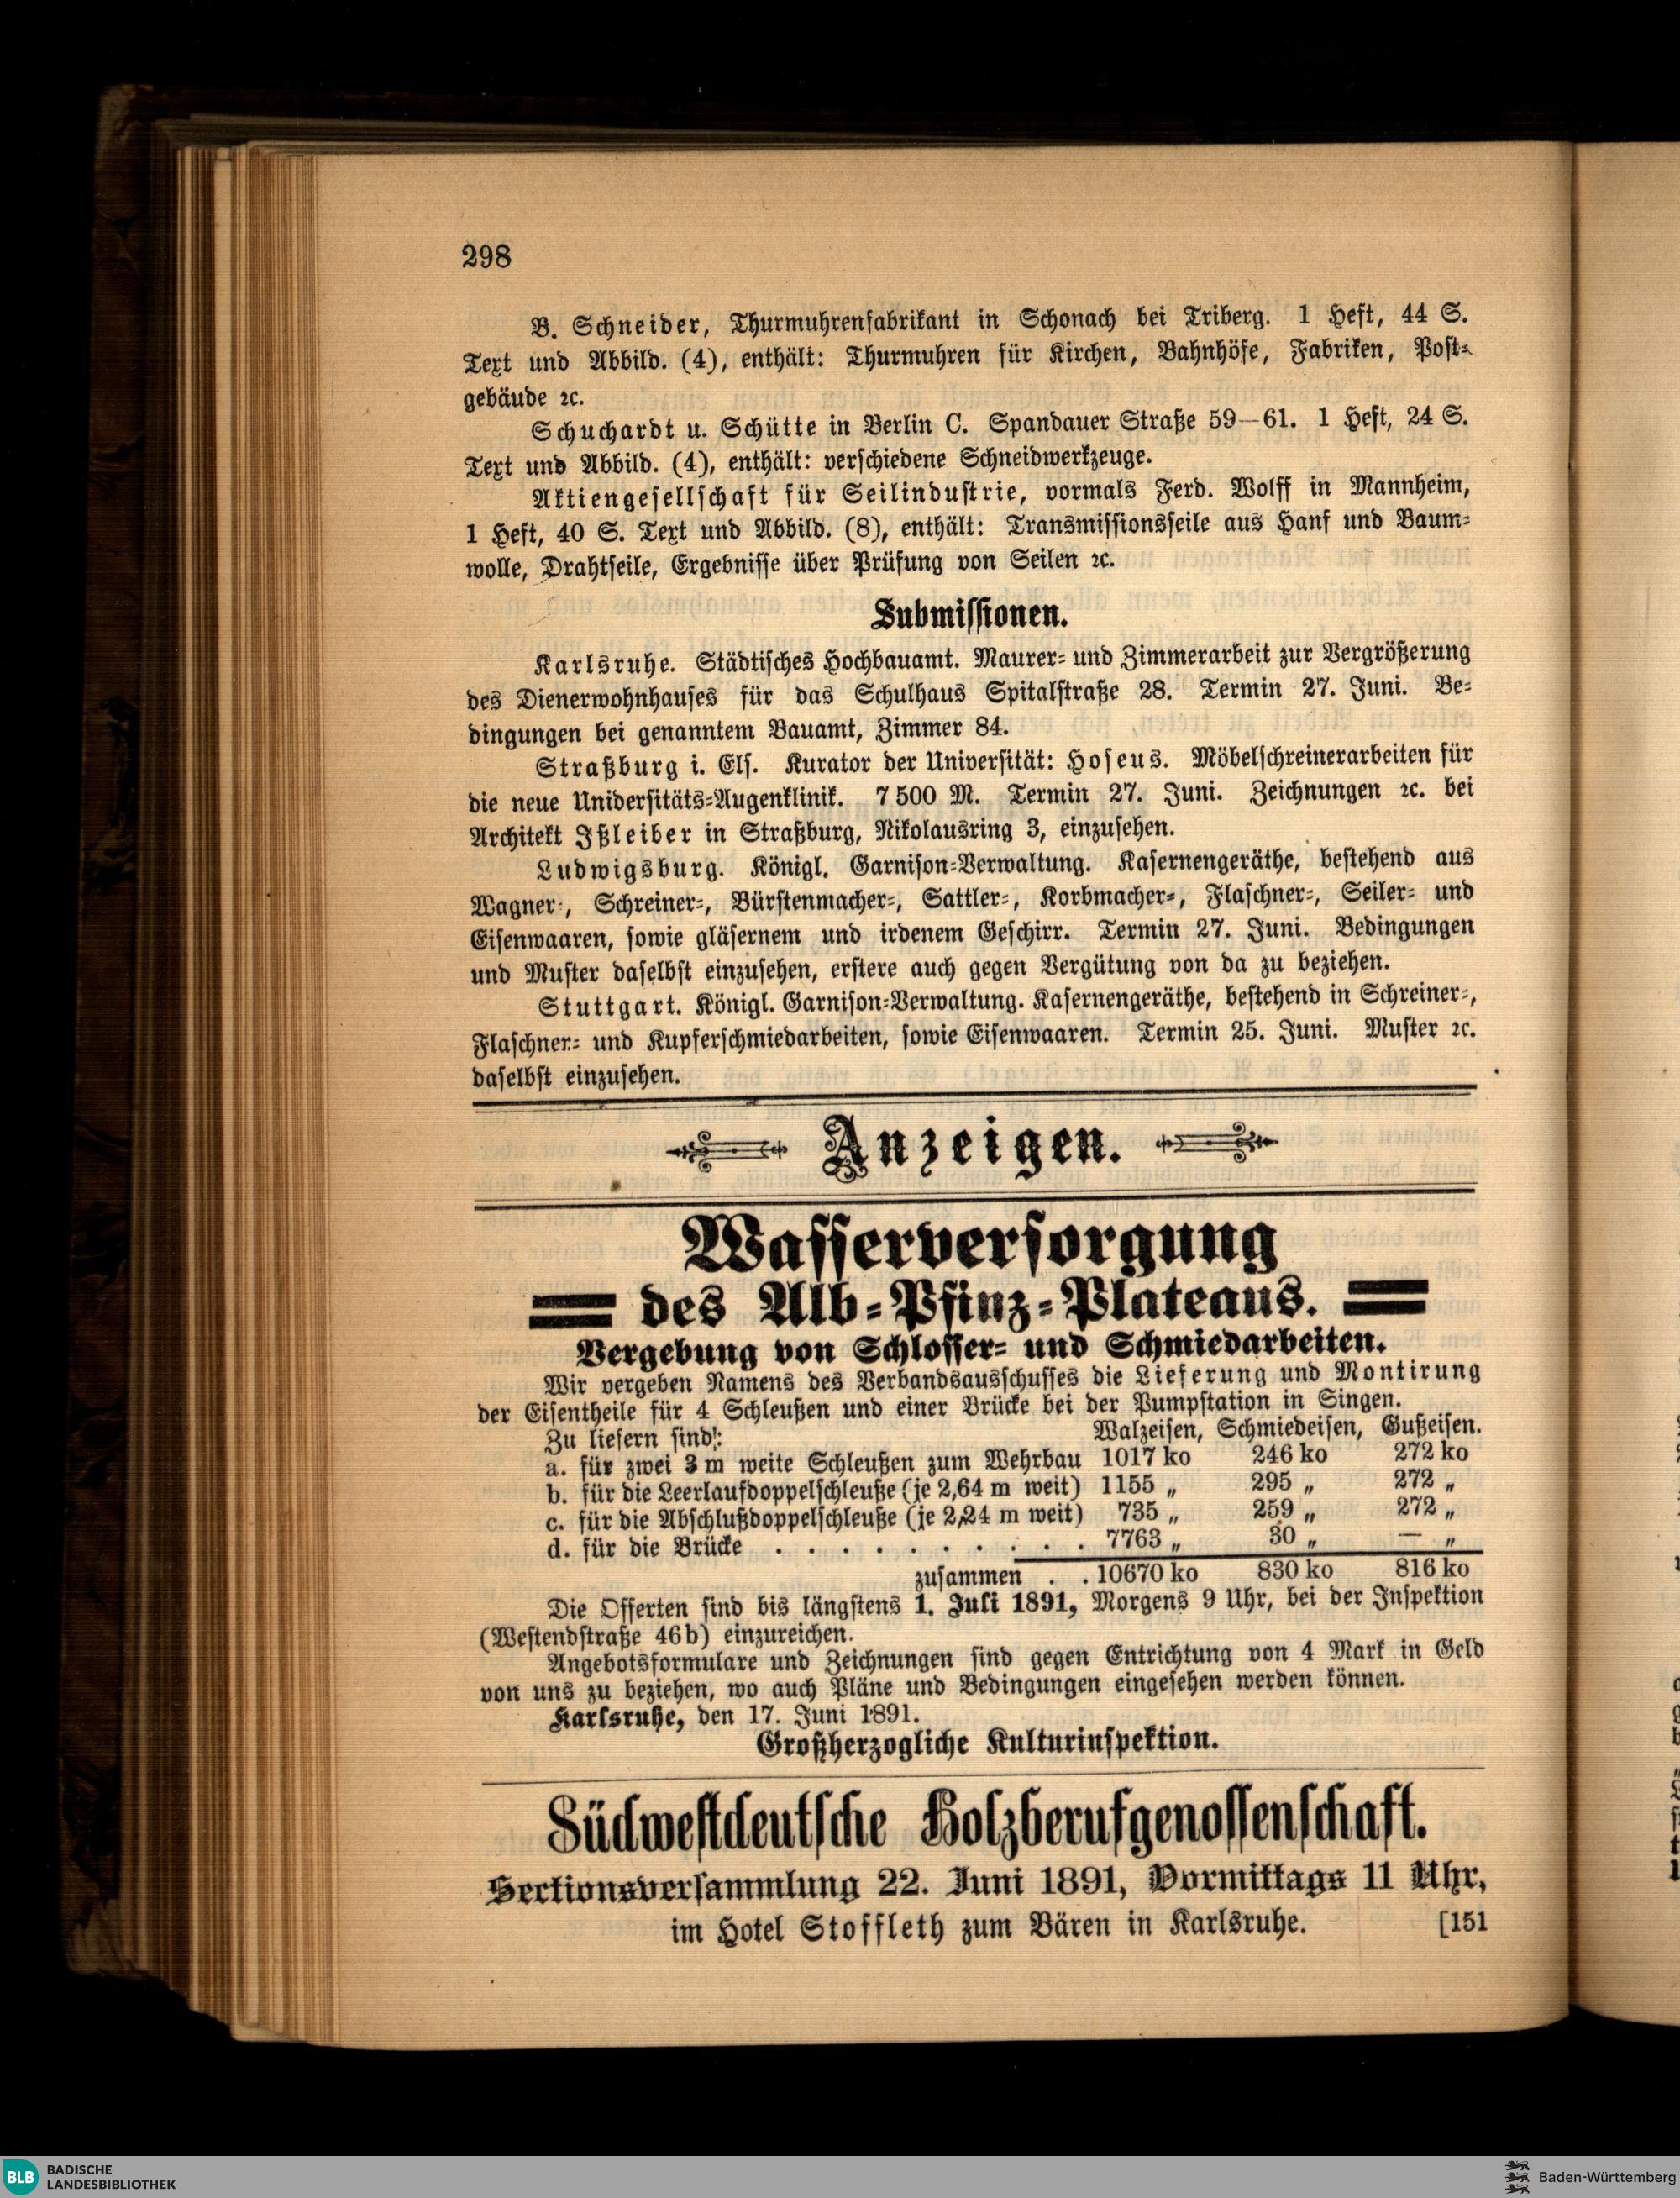 298
B. Schneider, Thurmuhrenfabrikant in Schonach bei Triberg. 1 Heft, 44 S.
Text und Abbild. (4), enthält: Thurmuhren für Kirchen, Bahnhöfe, Fabriken, Post-
gebäude ꝛc.
Schuchardt u. Schütte in Berlin C. Spandauer Straße 59—61. 1 Heft, 24 S.
Text und Abbild. (4), enthält: verschiedene Schneidwerkzeuge.
Aktiengesellschaft für Seilindustrie, vormals Ferd. Wolff in Mannheim,
1 Heft, 40 S. Text und Abbild. (8), enthält: Transmissionsseile aus Hanf und Baum-
wolle, Drahtseile, Ergebnisse über Prüfung von Seilen ꝛc.
Submissionen.
Karlsruhe. Städtisches Hochbauamt. Maurer- und Zimmerarbeit zur Vergrößerung
des Dienerwohnhauses für das Schulhaus Spitalstraße 28. Termin 27. Juni. Be-
dingungen bei genanntem Bauamt, Zimmer 84.
Straßburg i. Els. Kurator der Universität: Hoseus. Möbelschreinerarbeiten für
die neue Unidersitäts-Augenklinik. 7 500 M. Termin 27. Juni. Zeichnungen ꝛc. bei
Architekt Ißleiber in Straßburg, Nikolausring 3, einzusehen.
Ludwigsburg. Königl. Garnison-Verwaltung. Kasernengeräthe, bestehend aus
Wagner-, Schreiner-, Bürstenmacher-, Sattler-, Korbmacher-, Flaschner-, Seiler- und
Eisenwaaren, sowie gläsernem und irdenem Geschirr. Termin 27. Juni. Bedingungen
und Muster daselbst einzusehen, erstere auch gegen Vergütung von da zu beziehen.
Stuttgart. Königl. Garnison-Verwaltung. Kasernengeräthe, bestehend in Schreiner-,
Flaschner- und Kupferschmiedarbeiten, sowie Eisenwaaren. Termin 25. Juni. Muster ꝛc.
daselbst einzusehen.
Anzeigen.
Wasserversorgung
des Alb-Pfinz-Plateaus.
Vergebung von Schlosser- und Schmiedarbeiten.
Wir vergeben Namens des Verbandsausschusses die Lieferung und Montirung
der Eisentheile für 4 Schleußen und einer Brücke bei der Pumpstation in Singen.
Zu liefern sind: Walzeisen, Schmiedeisen, Gußeisen.
a. für zwei 3 m weite Schleußen zum Wehrbau 1017 ko 246 ko 272 ko
b. für die Leerlaufdoppelschleuße (je 2,64 m weit) 1155 „ 295 „ 272 „
c. für die Abschlußdoppelschleuße (je 2,24 m weit) 735 „ 259 „ 272 „
d. für die Brücke . . . . . . . . . . 7763 „ 30 „ — „
zusammen . . 10670 ko 830 ko 816 ko
Die Offerten sind bis längstens 1. Juli 1891, Morgens 9 Uhr, bei der Inspektion
(Westendstraße 46b) einzureichen.
Angebotsformulare und Zeichnungen sind gegen Entrichtung von 4 Mark in Geld
von uns zu beziehen, wo auch Pläne und Bedingungen eingesehen werden können.
Karlsruhe, den 17. Juni 1891.
Großherzogliche Kulturinspektion.
Südwestdeutsche Holzberufgenossenschaft.
Sectionsversammlung 22. Juni 1891, Vormittags 11 Uhr,
im Hotel Stoffleth zum Bären in Karlsruhe. [151
BLB BADISCHE
LANDESBIBLIOTHEK
Baden-Württemberg